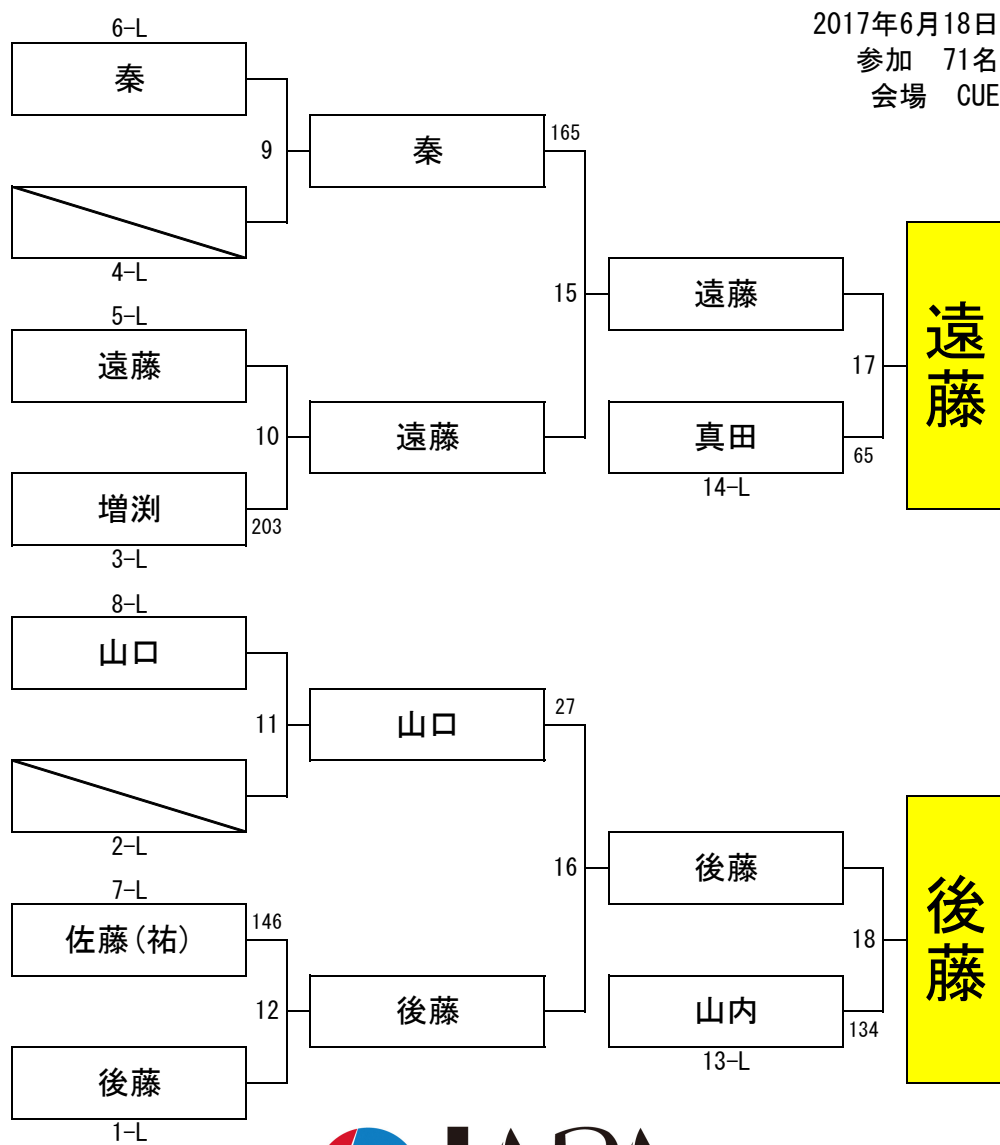 2017年6月18日
参加　71名
会場　CUE
6-L
秦
9
秦
165
4-L
5-L
遠藤
15
遠藤
遠藤
17
10
遠藤
真田
65
14-L
増渕
203
3-L
8-L
山口
11
山口
27
2-L
7-L
佐藤(祐)
146
16
後藤
後藤
18
12
後藤
山内
134
13-L
後藤
1-L